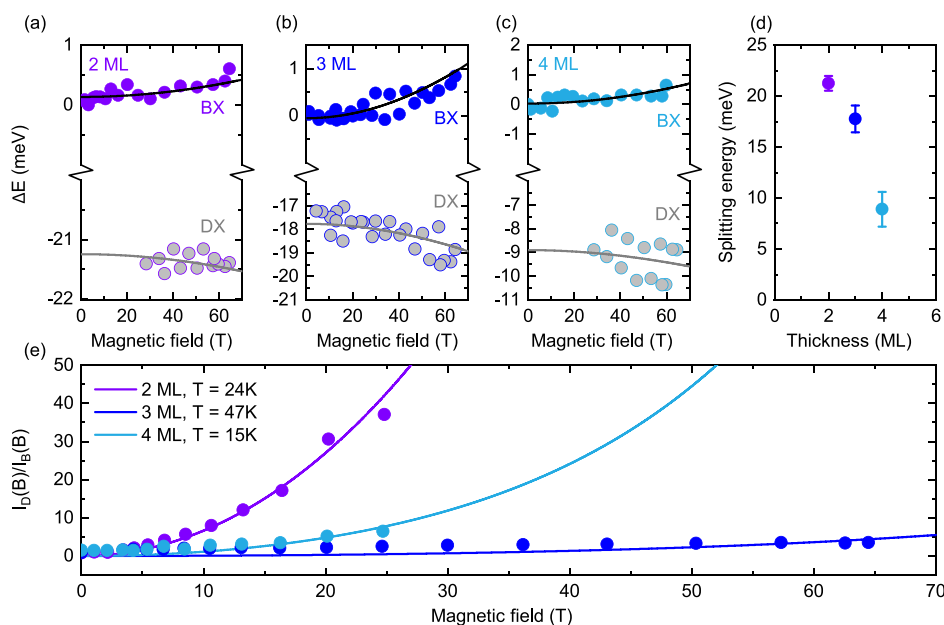 (a)
2 ML
BX
DX
ΔE (meV)
1
0
-21
-22
0 20 40 60
Magnetic field (T)
(b)
3 ML
BX
DX
1
0
-17
-18
-19
-20
-21
0 20 40 60
Magnetic field (T)
(c)
4 ML
BX
DX
2
1
0
1
-7
-8
-9
-10
-11
0 20 40 60
Magnetic field (T)
(d)
Splitting energy (meV)
25
20
15
10
5
0
0 2 4 6
Thickness (ML)
(e)
2 ML, T = 24K
3 ML, T = 47K
4 ML, T = 15K
I_D(B)/I_B(B)
50
40
30
20
10
0
0 10 20 30 40 50 60 70
Magnetic field (T)